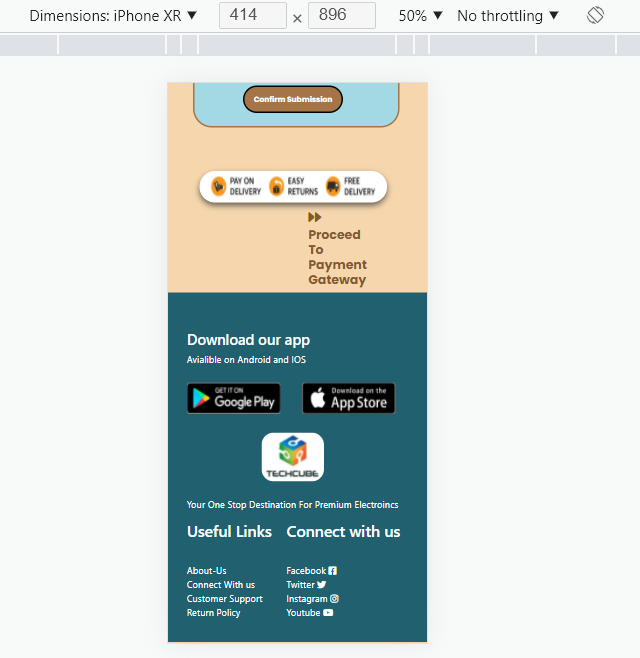 Dimensions: iPhone XR ▼ 414 × 896 50% ▼ No throttling ▼
Confirm Submission
PAY ON DELIVERY
EASY RETURNS
FREE DELIVERY
Proceed
To
Payment
Gateway
Download our app
Avialible on Android and IOS
GET IT ON
Google Play
Download on the
App Store
TECHCUBE
Your One Stop Destination For Premium Electroincs
Useful Links
About-Us
Connect With us
Customer Support
Return Policy
Connect with us
Facebook
Twitter
Instagram
Youtube